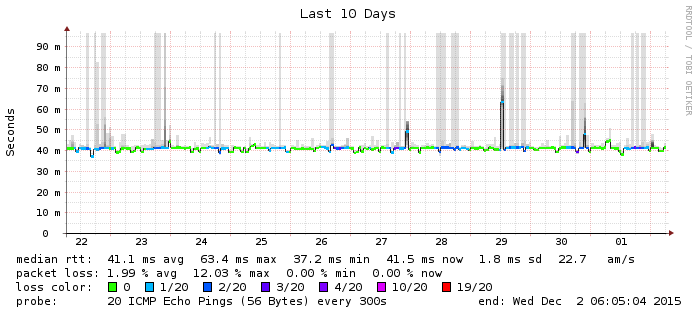 Last 10 Days
RRDTOOL / TOBI OETIKER
Seconds
90 m
80 m
70 m
60 m
50 m
40 m
30 m
20 m
10 m
0
22 23 24 25 26 27 28 29 30 01
median rtt: 41.1 ms avg 63.4 ms max 37.2 ms min 41.5 ms now 1.8 ms sd 22.7 am/s
packet loss: 1.99 % avg 12.03 % max 0.00 % min 0.00 % now
loss color: 0 1/20 2/20 3/20 4/20 10/20 19/20
probe: 20 ICMP Echo Pings (56 Bytes) every 300s end: Wed Dec 2 06:05:04 2015